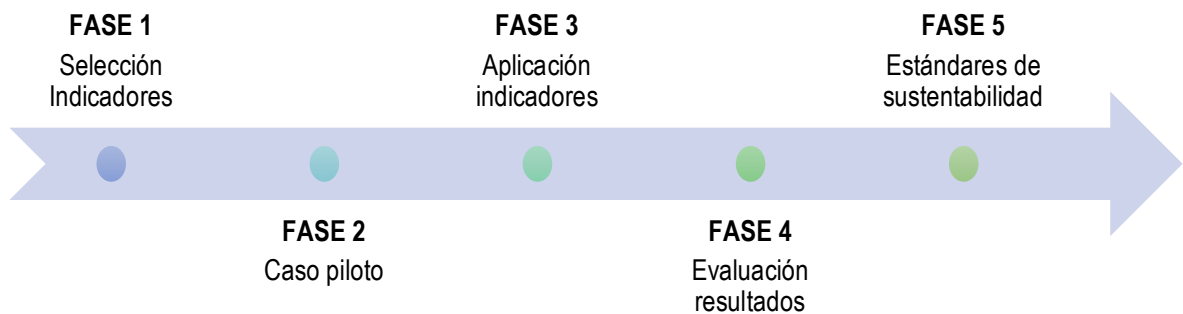 FASE 1
Selección
Indicadores
FASE 2
Caso piloto
FASE 3
Aplicación
indicadores
FASE 4
Evaluación
resultados
FASE 5
Estándares de
sustentabilidad